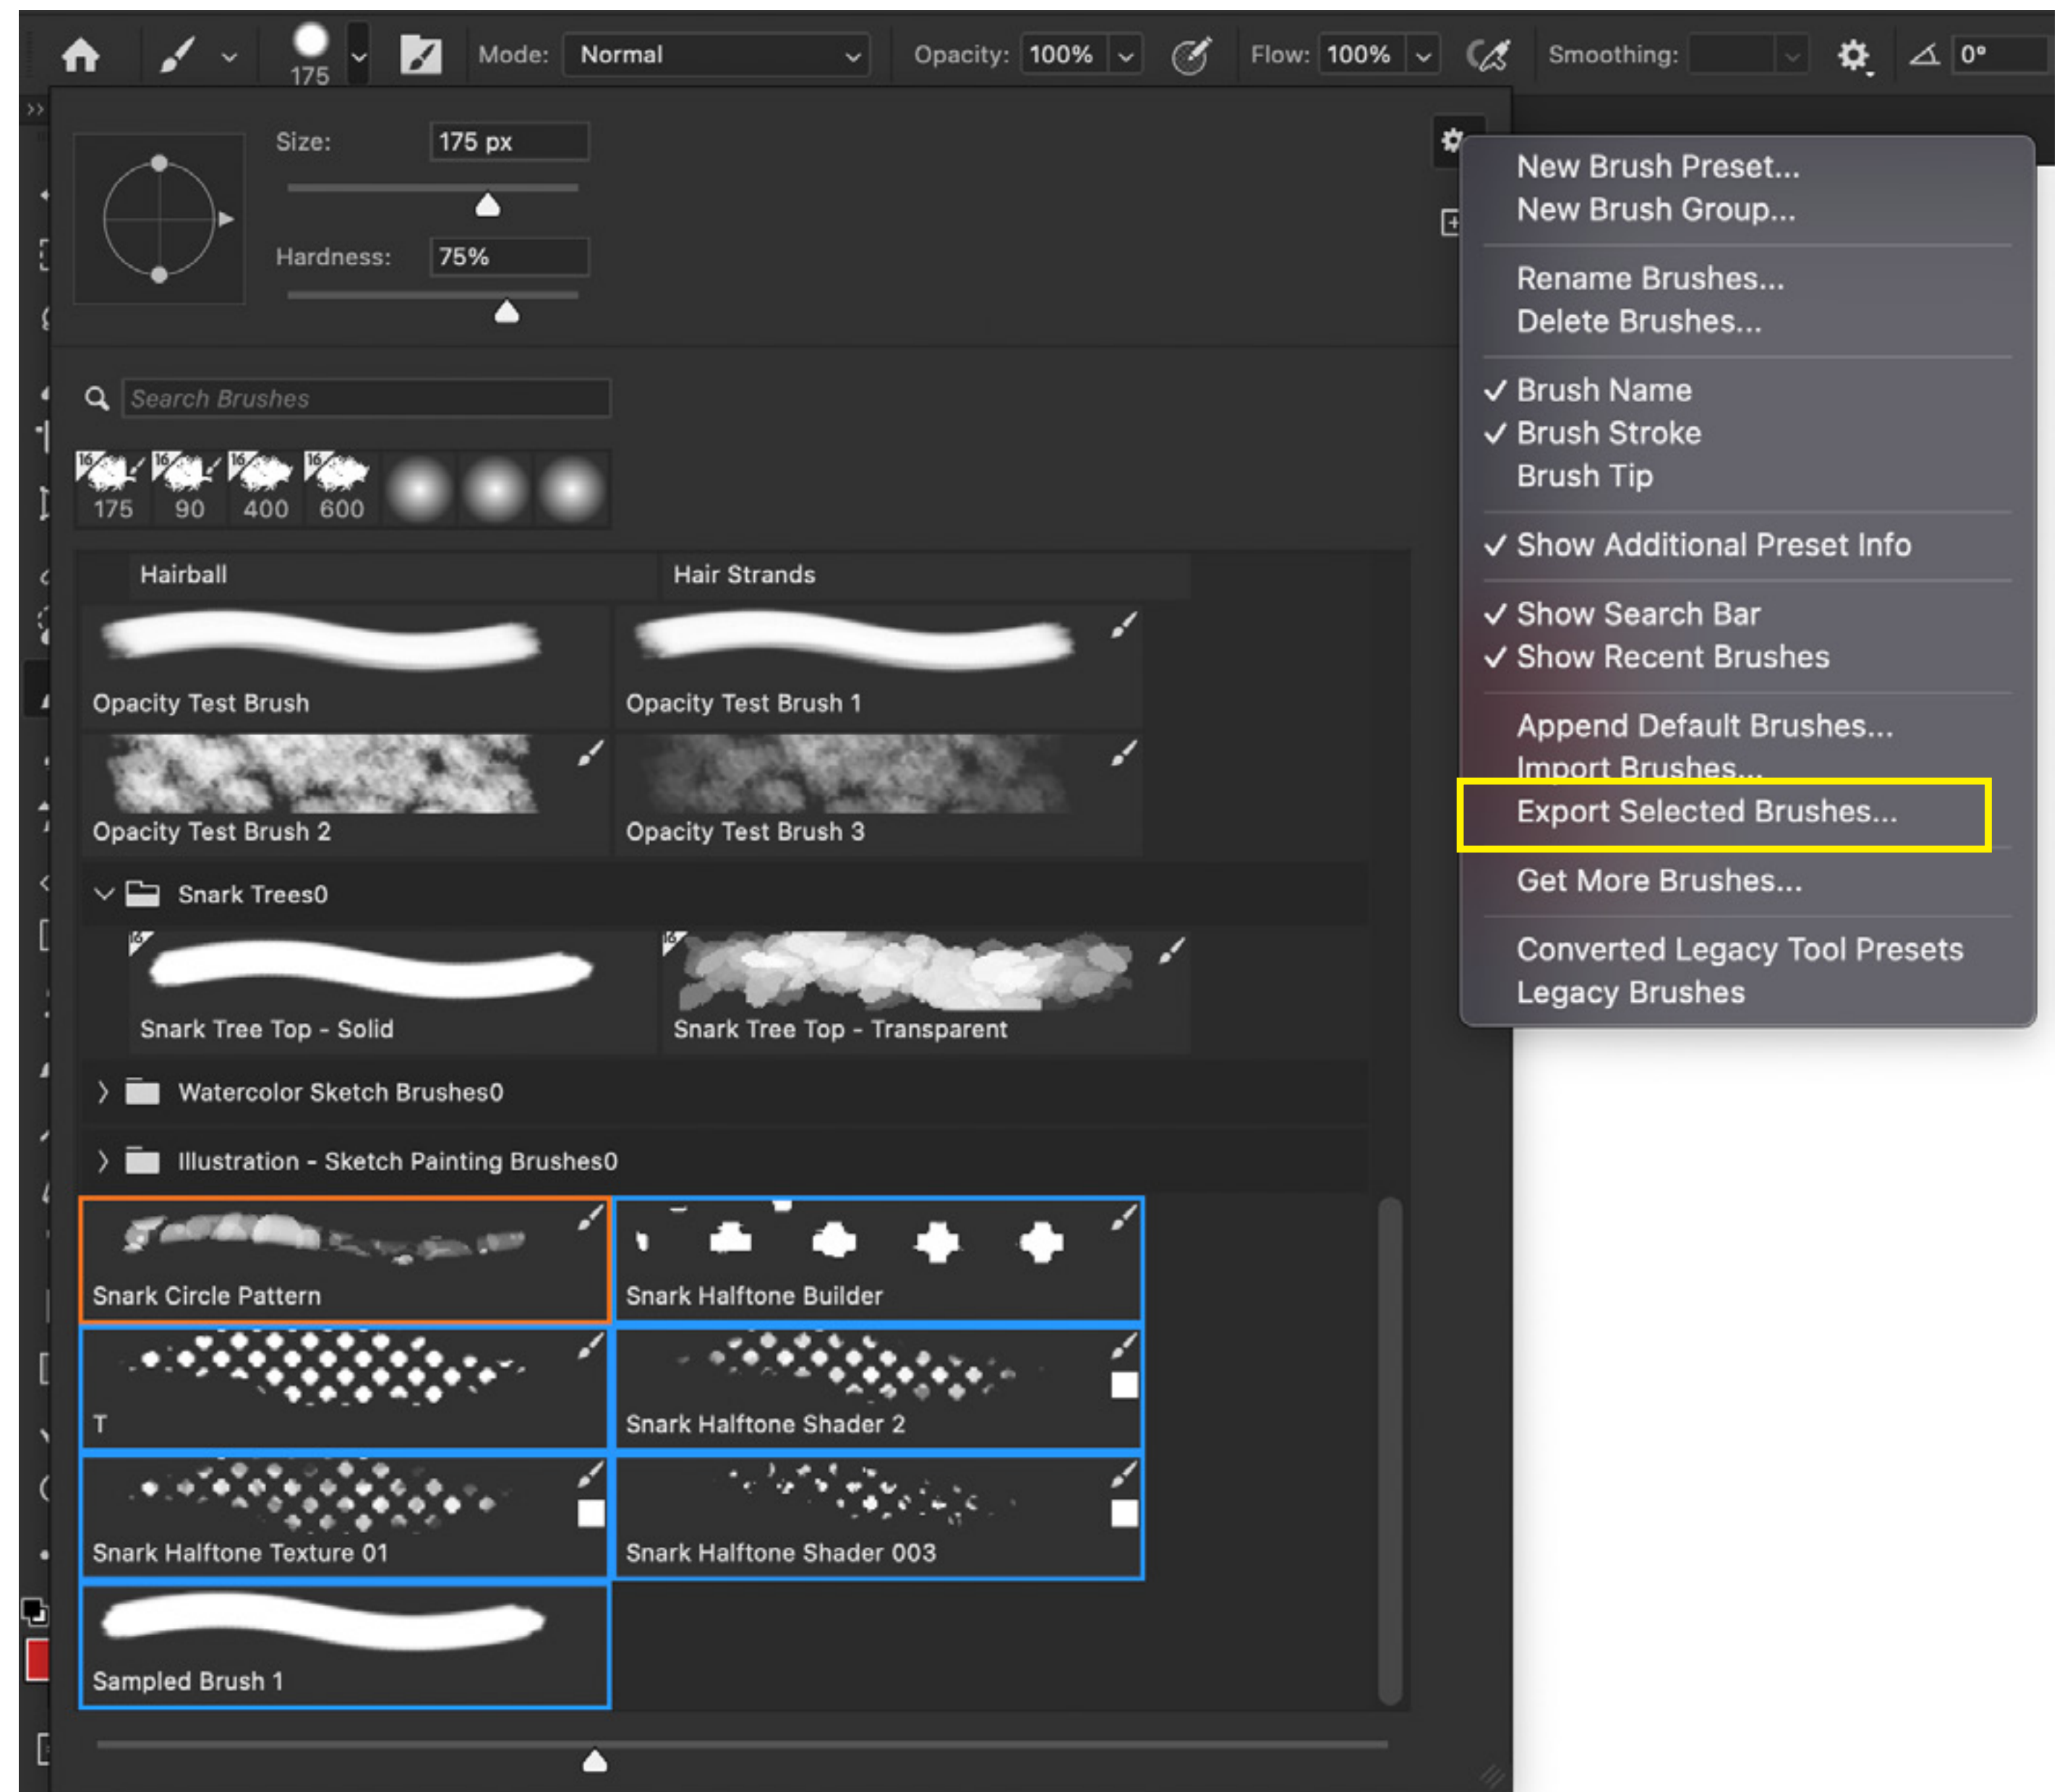 Mode: Normal Opacity: 100% Flow: 100% Smoothing: 0°
175
Size: 175 px
Hardness: 75%
Search Brushes
16 16 16 16
175 90 400 600
Hairball Hair Strands
Opacity Test Brush Opacity Test Brush 1
Opacity Test Brush 2 Opacity Test Brush 3
Snark Trees0
16 16
Snark Tree Top - Solid Snark Tree Top - Transparent
Watercolor Sketch Brushes0
Illustration - Sketch Painting Brushes0
Snark Circle Pattern Snark Halftone Builder
T Snark Halftone Shader 2
Snark Halftone Texture 01 Snark Halftone Shader 003
Sampled Brush 1
New Brush Preset...
New Brush Group...
Rename Brushes...
Delete Brushes...
Brush Name
Brush Stroke
Brush Tip
Show Additional Preset Info
Show Search Bar
Show Recent Brushes
Append Default Brushes...
Import Brushes...
Export Selected Brushes...
Get More Brushes...
Converted Legacy Tool Presets
Legacy Brushes